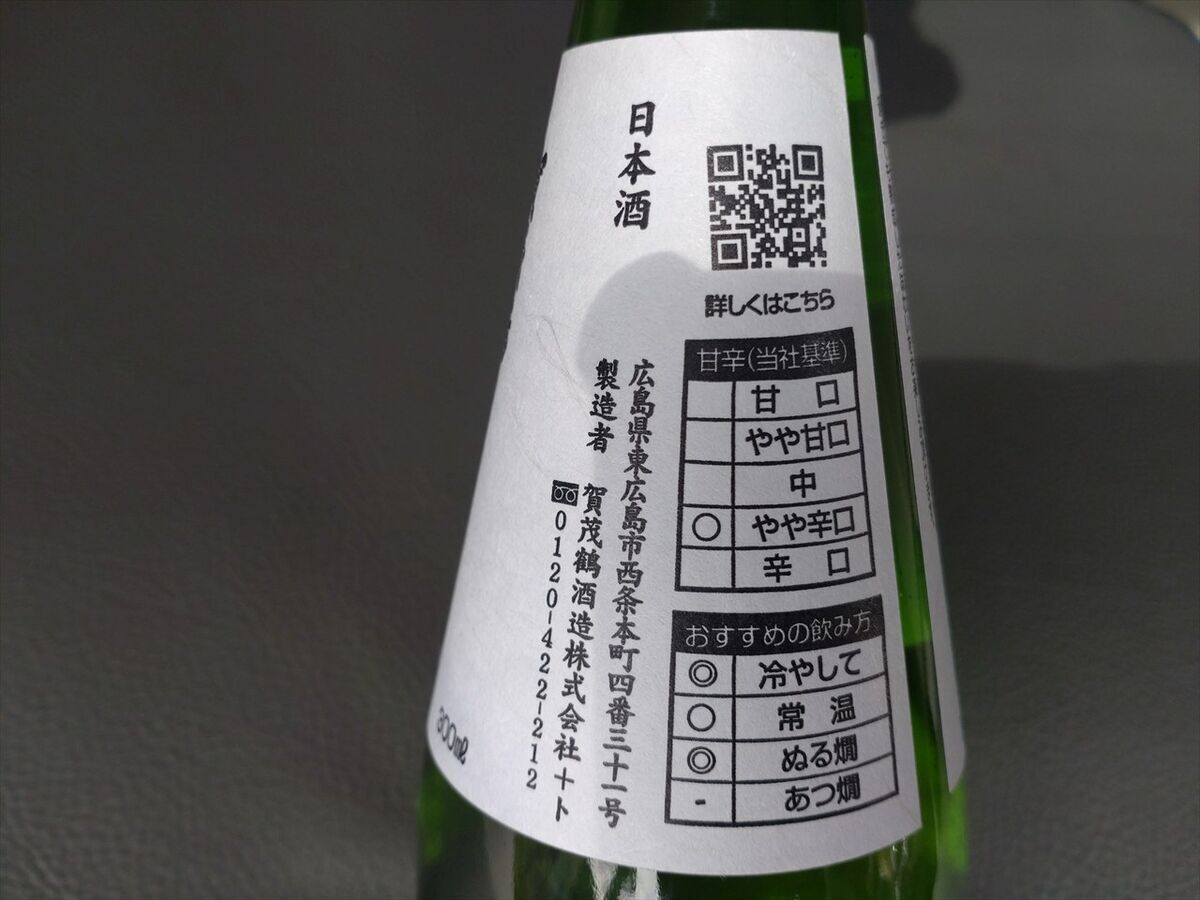 日本酒
詳しくはこちら
甘辛(当社基準)
甘 口
やや甘口
中
○ やや辛口
辛 口
おすすめの飲み方
◎ 冷やして
○ 常 温
◎ ぬる燗
- あつ燗
広島県東広島市西条本町四番三十一号
製造者 賀茂鶴酒造株式会社+ト
0120-422-212
300ml